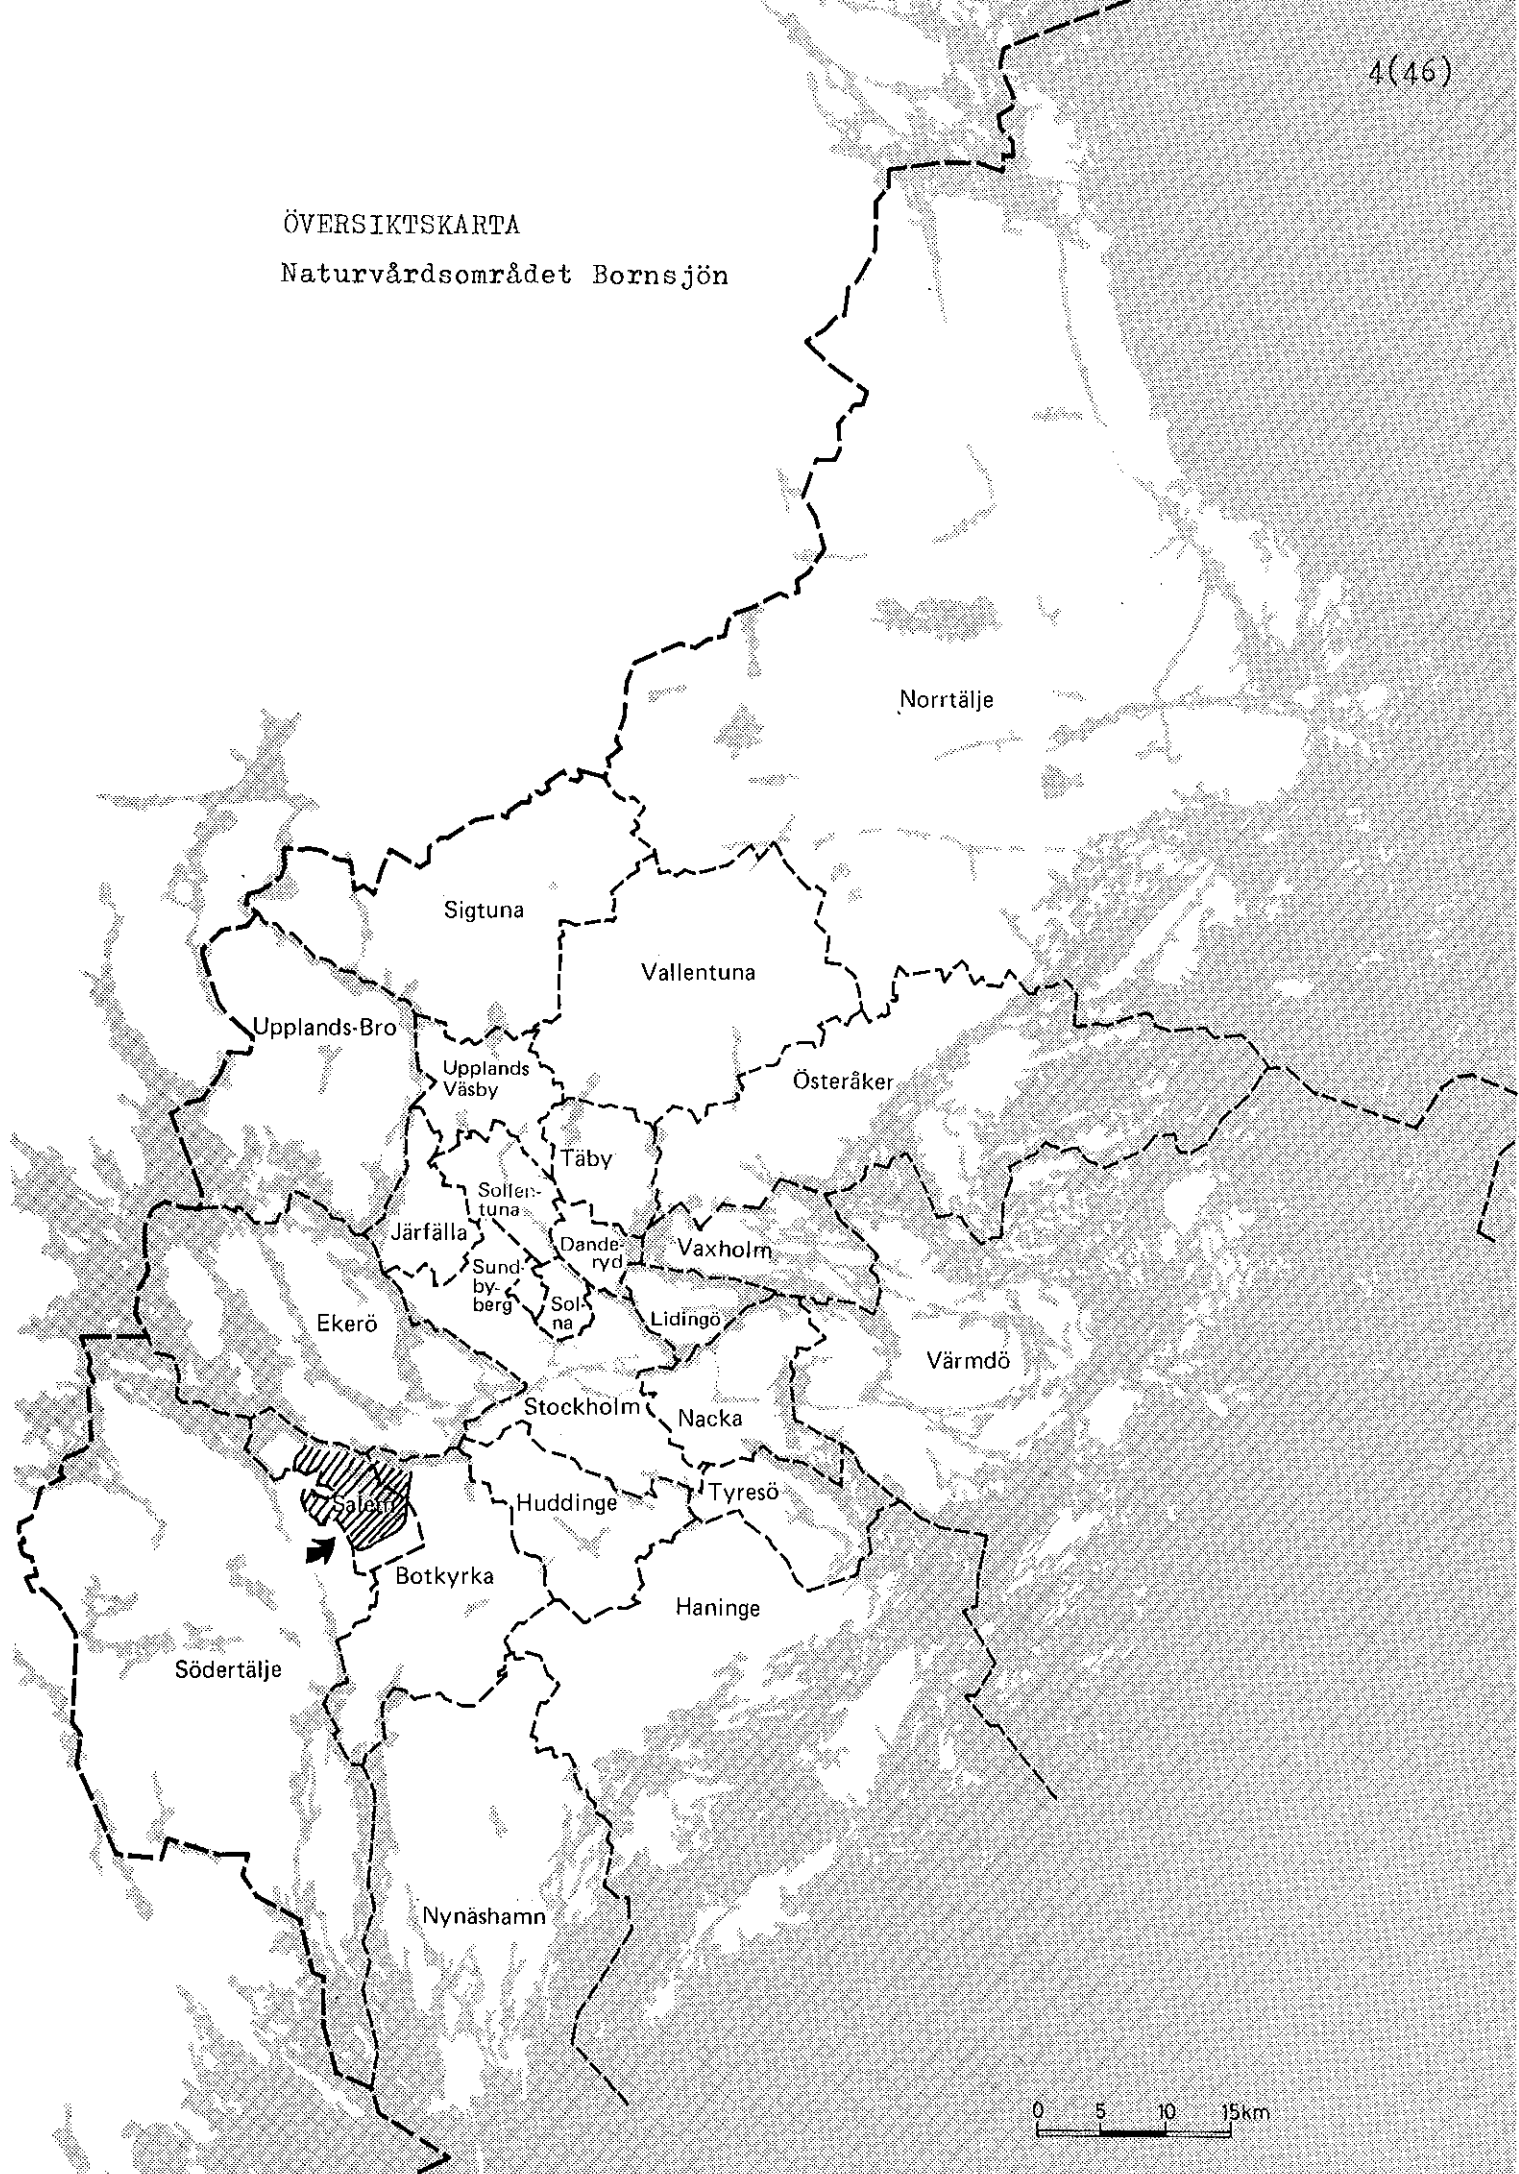 4(46)
ÖVERSIKTSKARTA
Naturvårdsområdet Bornsjön
Norrtälje
Sigtuna
Vallentuna
Upplands-Bro
Upplands
Väsby
Österåker
Täby
Sollen-
tuna
Järfälla
Dande-
ryd
Vaxholm
Sund-
by-
berg
Sol-
na
Lidingö
Ekerö
Värmdö
Stockholm
Nacka
Salem
Huddinge
Tyresö
Botkyrka
Haninge
Södertälje
Nynäshamn
0 5 10 15km